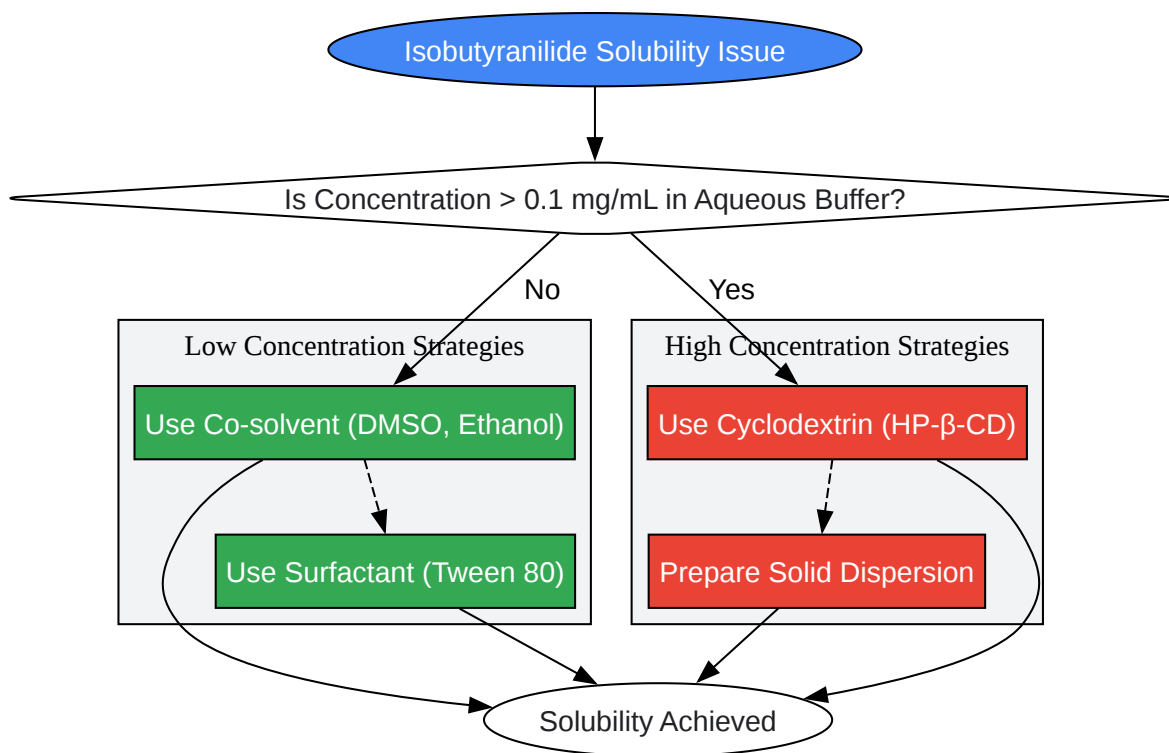 Isobutyranilide Solubility Issue
Is Concentration > 0.1 mg/mL in Aqueous Buffer?
No
Yes
Low Concentration Strategies
High Concentration Strategies
Use Co-solvent (DMSO, Ethanol)
Use Cyclodextrin (HP-β-CD)
Use Surfactant (Tween 80)
Prepare Solid Dispersion
Solubility Achieved